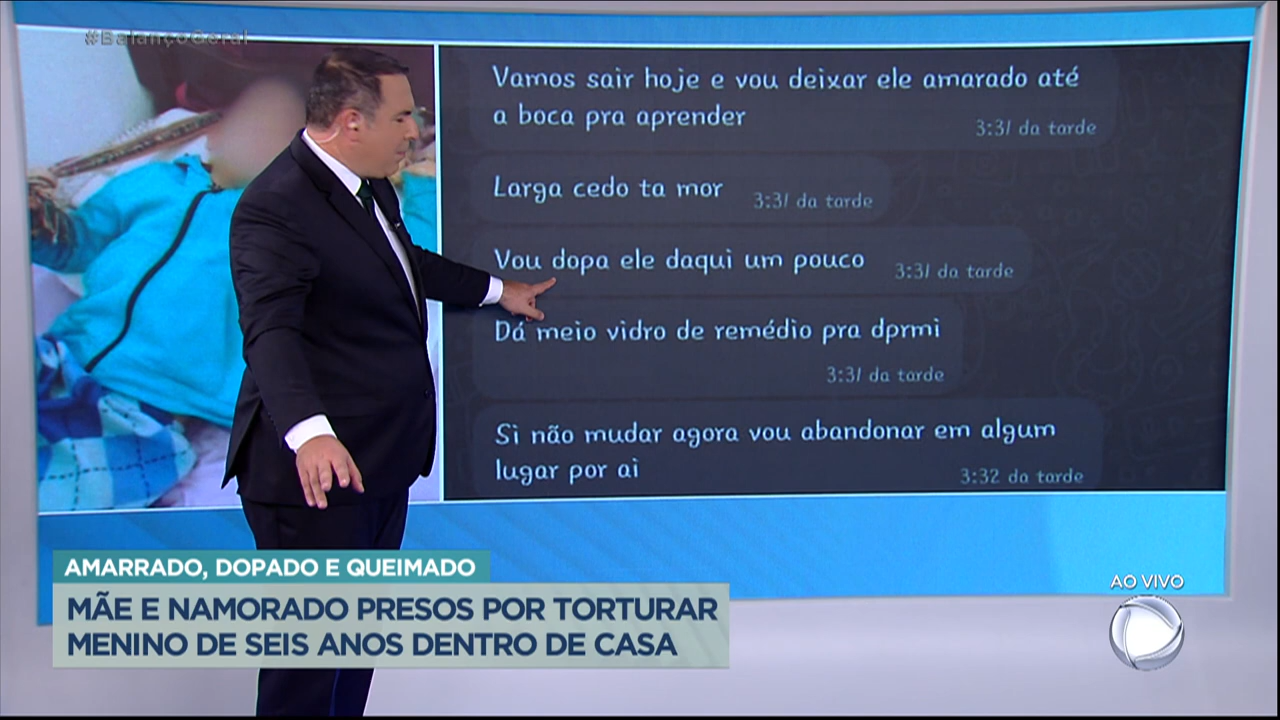 #BalançoGeral
Vamos sair hoje e vou deixar ele amarado até
a boca pra aprender
3:31 da tarde
Larga cedo ta mor
3:31 da tarde
Vou dopa ele daqui um pouco
3:31 da tarde
Dá meio vidro de remédio pra dprmi
3:31 da tarde
Si não mudar agora vou abandonar em algum
lugar por ai
3:32 da tarde
AMARRADO, DOPADO E QUEIMADO
MÃE E NAMORADO PRESOS POR TORTURAR
MENINO DE SEIS ANOS DENTRO DE CASA
AO VIVO